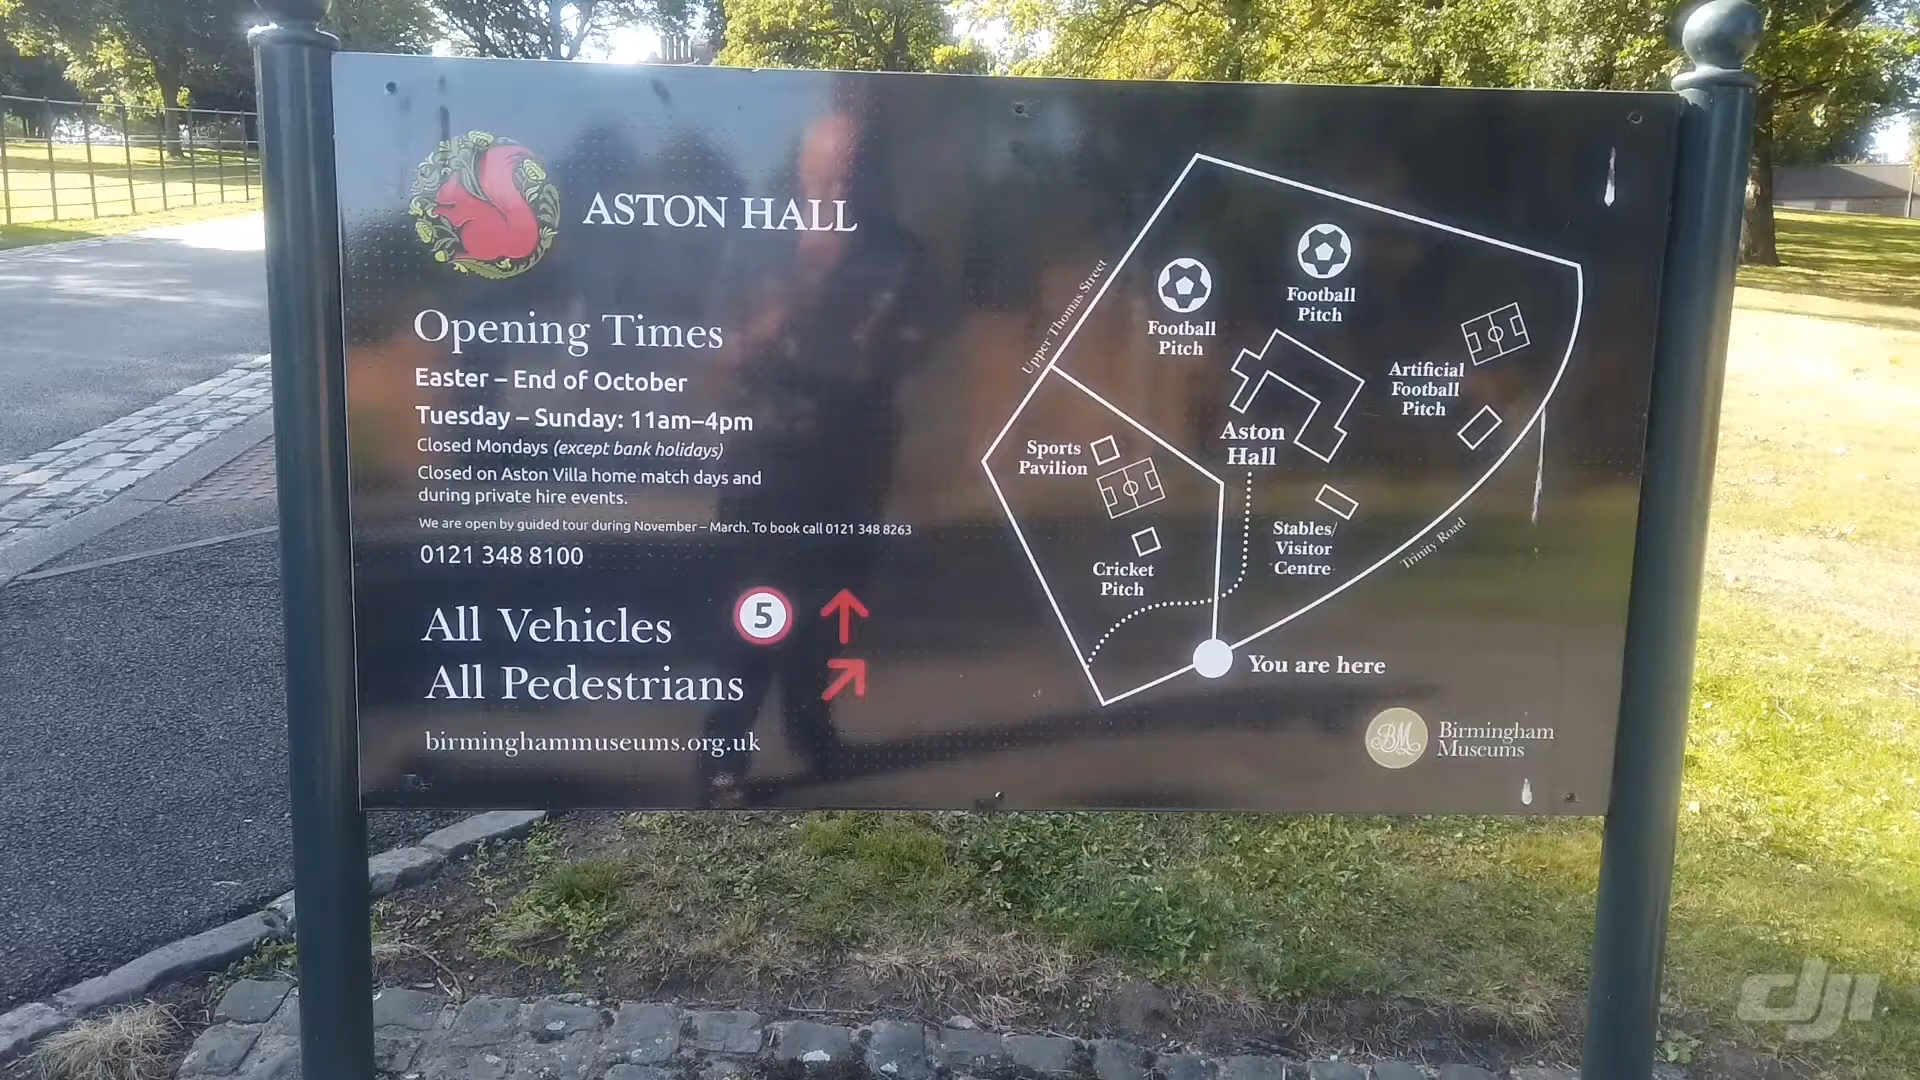 ASTON HALL
Opening Times
Easter – End of October
Tuesday – Sunday: 11am–4pm
Closed Mondays (except bank holidays)
Closed on Aston Villa home match days and
during private hire events.
We are open by guided tour during November – March. To book call 0121 348 8263
0121 348 8100
All Vehicles 5
All Pedestrians
birminghammuseums.org.uk
Upper Thomas Street
Football
Pitch
Football
Pitch
Artificial
Football
Pitch
Aston
Hall
Sports
Pavilion
Stables/
Visitor
Centre
Cricket
Pitch
Trinity Road
You are here
BM
Birmingham
Museums
dji